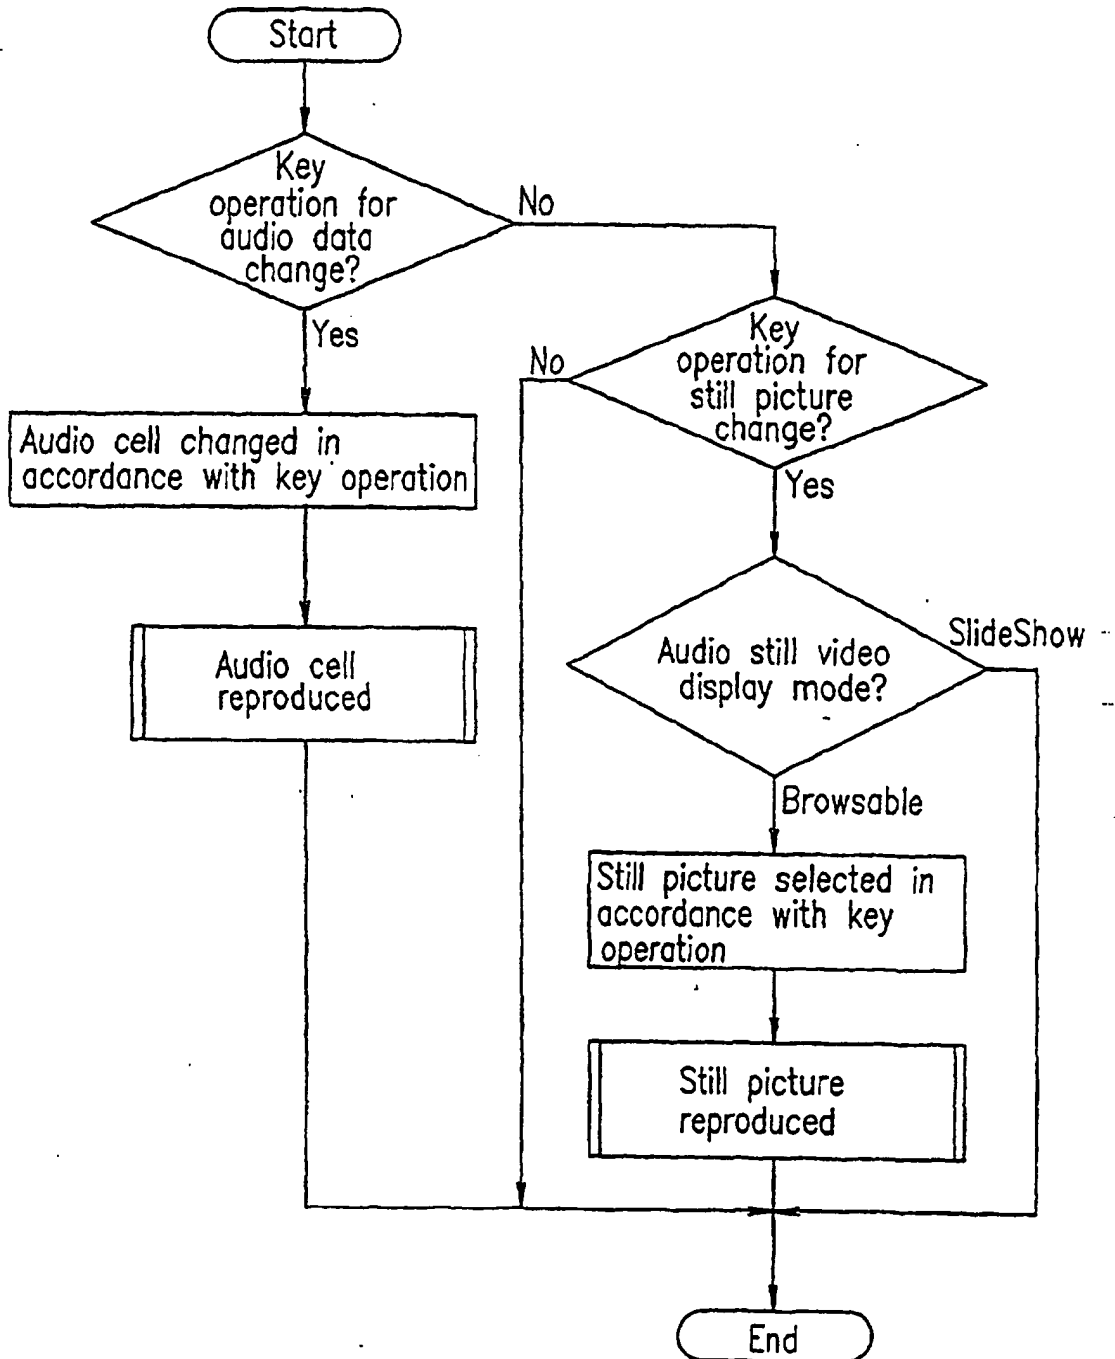 Start
Key
operation for
audio data
change?
No
Yes
Audio cell changed in
accordance with key operation
Audio cell
reproduced
Key
operation for
still picture
change?
No
Yes
Audio still video
display mode?
SlideShow
Browsable
Still picture selected in
accordance with key
operation
Still picture
reproduced
End